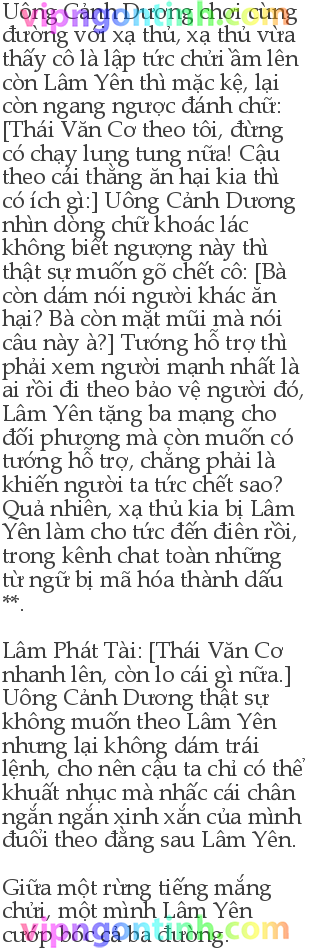 Uông Cảnh Dương chơi cùng
đường với xạ thủ, xạ thủ vừa
thấy cô là lập tức chửi ầm lên
còn Lâm Yên thì mặc kệ, lại
còn ngang ngược đánh chữ:
[Thái Văn Cơ theo tôi, đừng
có chạy lung tung nữa! Cậu
theo cái thằng ăn hại kia thì
có ích gì:] Uông Cảnh Dương
nhìn dòng chữ khoác lác
không biết ngượng này thì
thật sự muốn gõ chết cô: [Bà
còn dám nói người khác ăn
hại? Bà còn mặt mũi mà nói
câu này à?] Tướng hỗ trợ thì
phải xem người mạnh nhất là
ai rồi đi theo bảo vệ người đó,
Lâm Yên tặng ba mạng cho
đối phương mà còn muốn có
tướng hỗ trợ, chẳng phải là
khiến người ta tức chết sao?
Quả nhiên, xạ thủ kia bị Lâm
Yên làm cho tức đến điên rồi,
trong kênh chat toàn những
từ ngữ bị mã hóa thành dấu
**.
Lâm Phát Tài: [Thái Văn Cơ
nhanh lên, còn lo cái gì nữa.]
Uông Cảnh Dương thật sự
không muốn theo Lâm Yên
nhưng lại không dám trái
lệnh, cho nên cậu ta chỉ có thể
khuất nhục mà nhấc cái chân
ngắn ngắn xinh xắn của mình
đuổi theo đằng sau Lâm Yên.
Giữa một rừng tiếng mắng
chửi, một mình Lâm Yên
cướp bóc cả ba đường.
vipngontinh.com